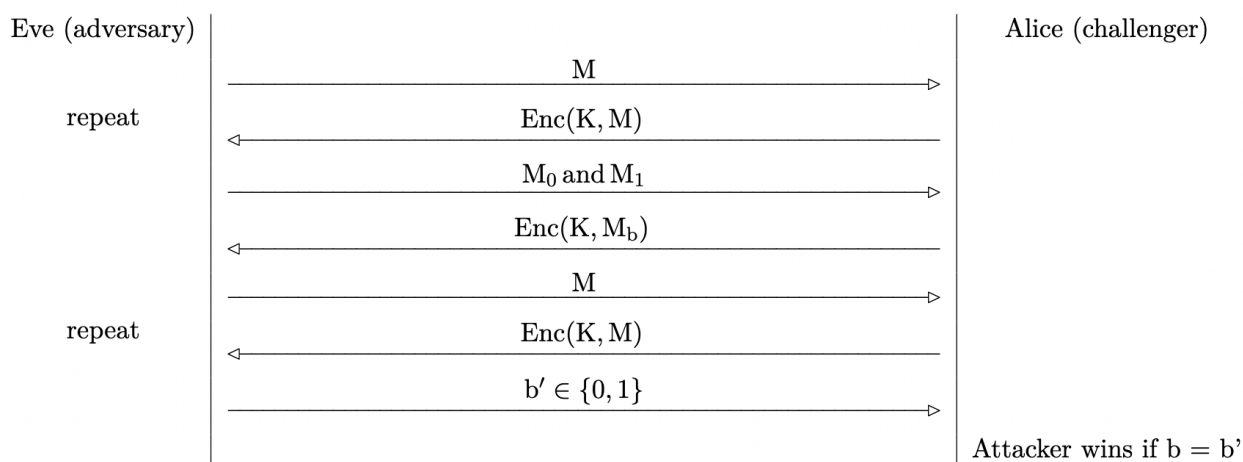 Eve (adversary)
Alice (challenger)
M
repeat
Enc(K, M)
M₀ and M₁
Enc(K, M_b)
M
repeat
Enc(K, M)
b′ ∈ {0, 1}
Attacker wins if b = b'